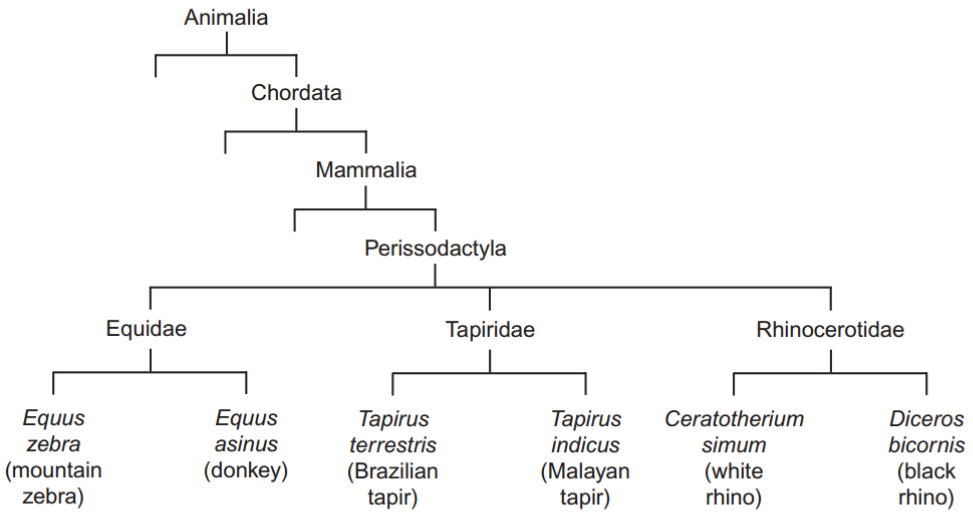 Animalia
Chordata
Mammalia
Perissodactyla
Equidae
Tapiridae
Rhinocerotidae
Equus
zebra
(mountain
zebra)
Equus
asinus
(donkey)
Tapirus
terrestris
(Brazilian
tapir)
Tapirus
indicus
(Malayan
tapir)
Ceratotherium
simum
(white
rhino)
Diceros
bicornis
(black
rhino)